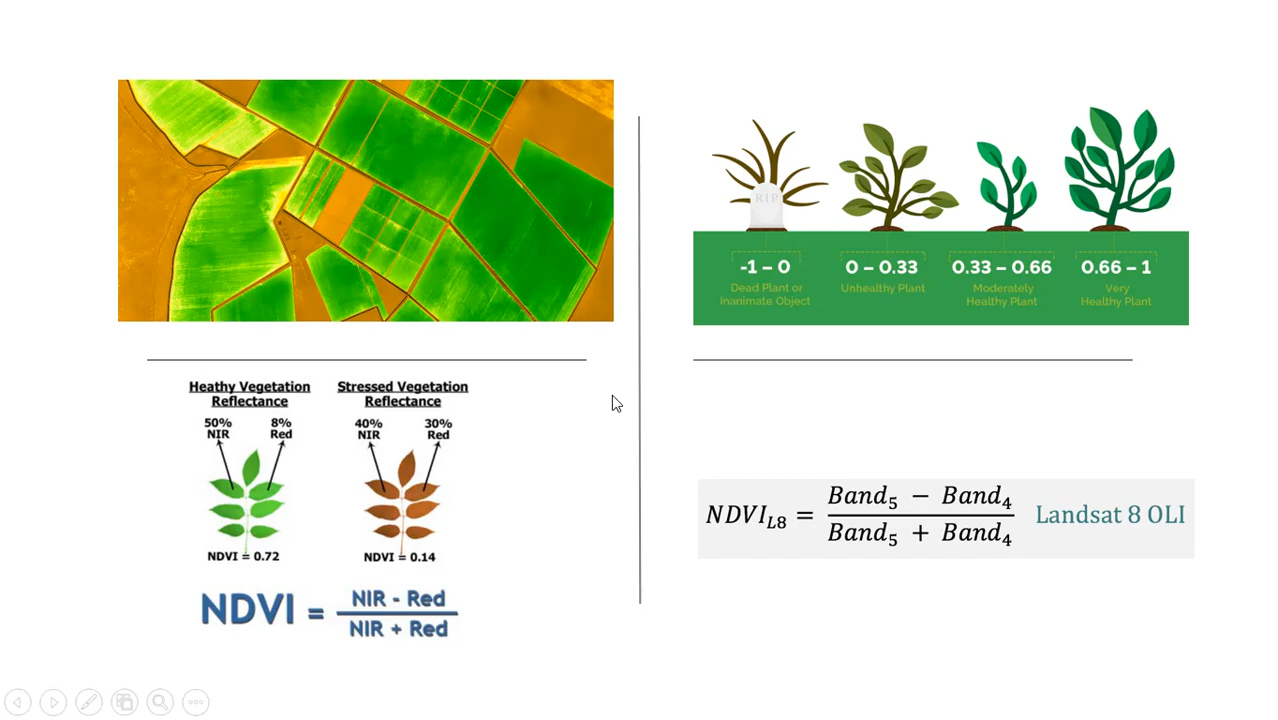 RIP
-1 – 0
Dead Plant or
Inanimate Object
0 – 0.33
Unhealthy Plant
0.33 – 0.66
Moderately
Healthy Plant
0.66 – 1
Very
Healthy Plant
Heathy Vegetation
Reflectance
50%
NIR
8%
Red
NDVI = 0.72
Stressed Vegetation
Reflectance
40%
NIR
30%
Red
NDVI = 0.14
NDVI = NIR - Red / NIR + Red
NDVI_L8 = Band_5 − Band_4 / Band_5 + Band_4 Landsat 8 OLI